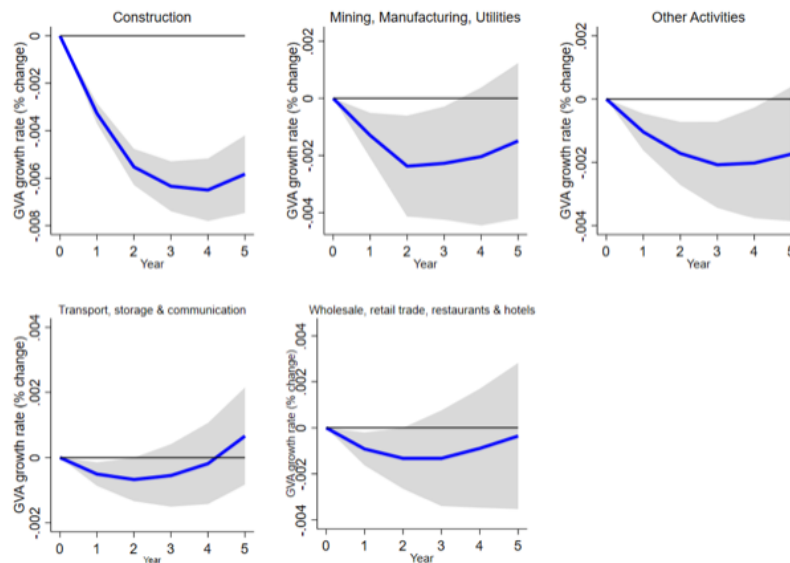 Construction
GVA growth rate (% change)
0
-.002
-.004
-.006
-.008
0 1 2 3 4 5
Year
Mining, Manufacturing, Utilities
GVA growth rate (% change)
.002
0
-.002
-.004
0 1 2 3 4 5
Year
Other Activities
GVA growth rate (% change)
.002
0
-.002
-.004
0 1 2 3 4 5
Year
Transport, storage & communication
GVA growth rate (% change)
.004
.002
0
-.002
0 1 2 3 4 5
Year
Wholesale, retail trade, restaurants & hotels
GVA growth rate (% change)
.004
.002
0
-.002
-.004
0 1 2 3 4 5
Year